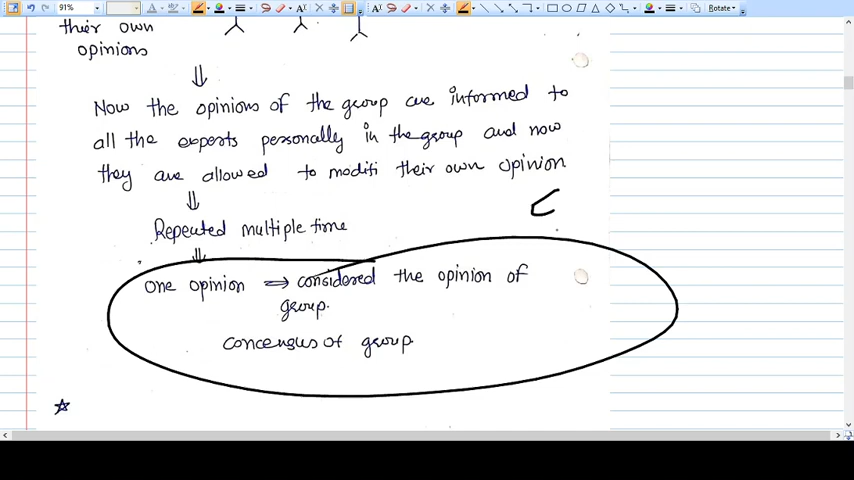 91%
Rotate
their own
opinions
Now the opinions of the group are informed to
all the experts personally in the group and now
they are allowed to modifi their own opinion
Repeated multiple time
One opinion ⇒ considered the opinion of
group.
Concensus of group